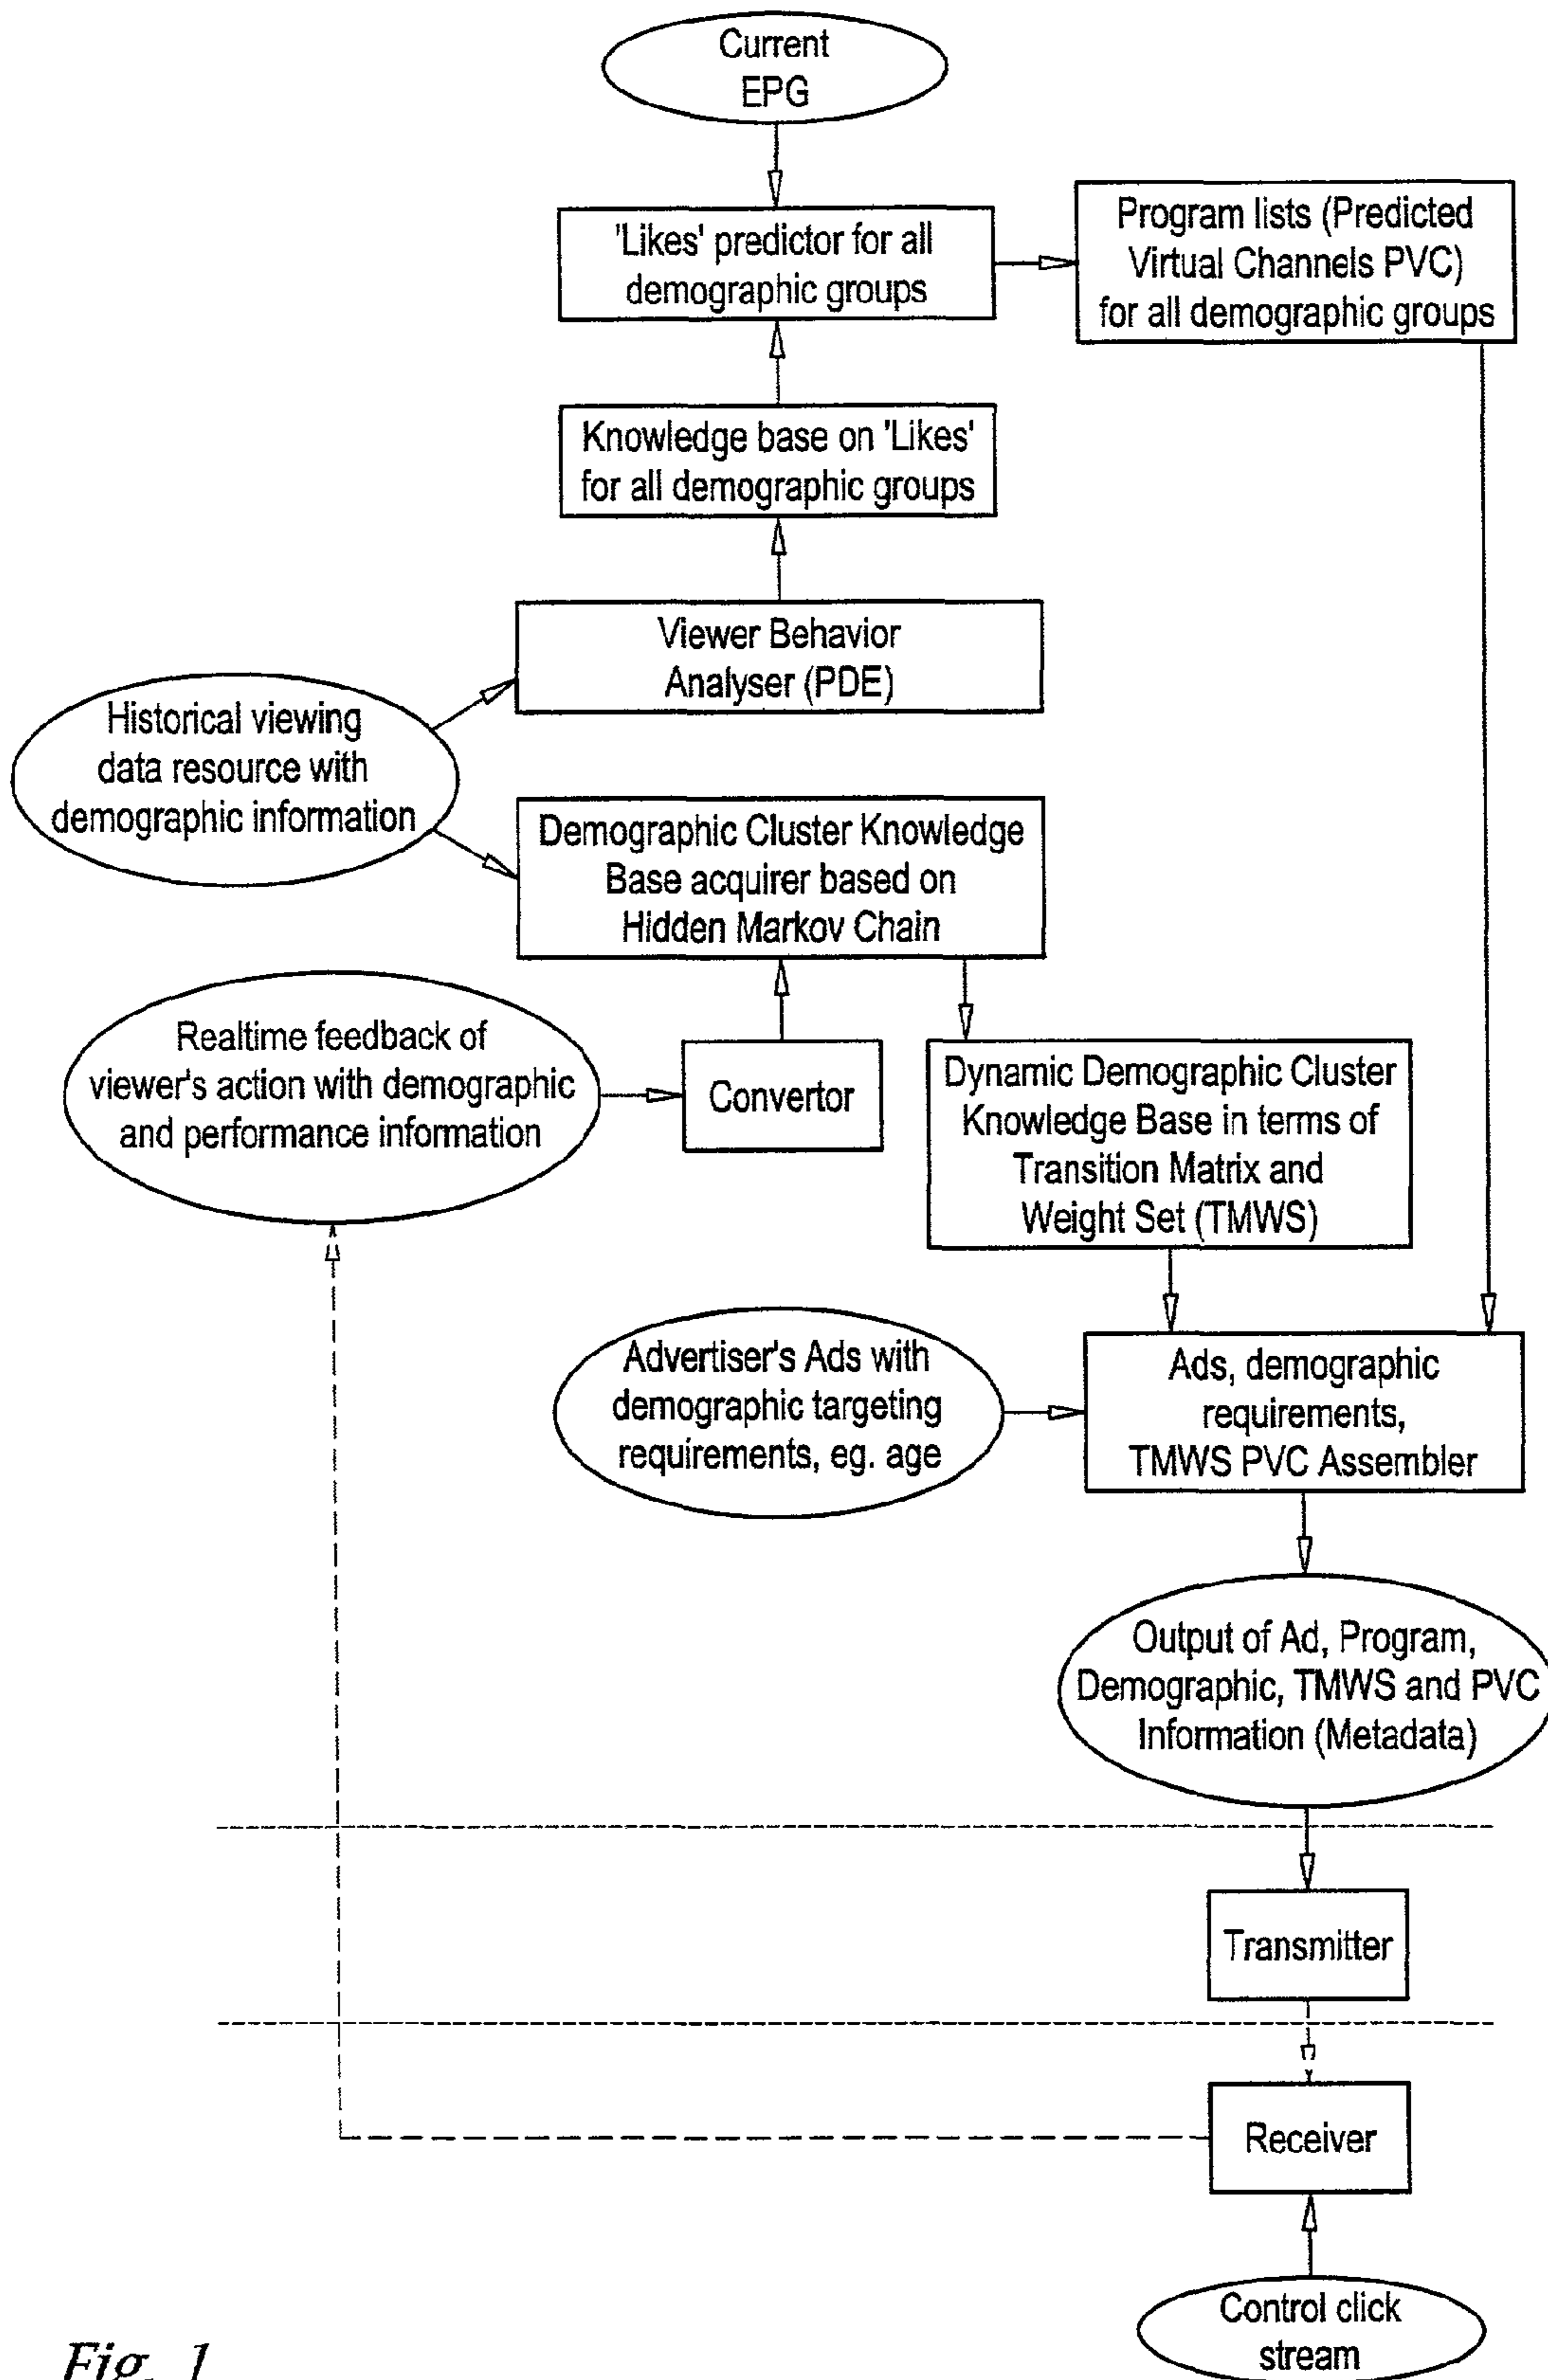 Current
EPG
'Likes' predictor for all
demographic groups
Program lists (Predicted
Virtual Channels PVC)
for all demographic groups
Knowledge base on 'Likes'
for all demographic groups
Viewer Behavior
Analyser (PDE)
Historical viewing
data resource with
demographic information
Demographic Cluster Knowledge
Base acquirer based on
Hidden Markov Chain
Realtime feedback of
viewer's action with demographic
and performance information
Convertor
Dynamic Demographic Cluster
Knowledge Base in terms of
Transition Matrix and
Weight Set (TMWS)
Advertiser's Ads with
demographic targeting
requirements, eg. age
Ads, demographic
requirements,
TMWS PVC Assembler
Output of Ad, Program,
Demographic, TMWS and PVC
Information (Metadata)
Transmitter
Receiver
Control click
stream
Fig. 1